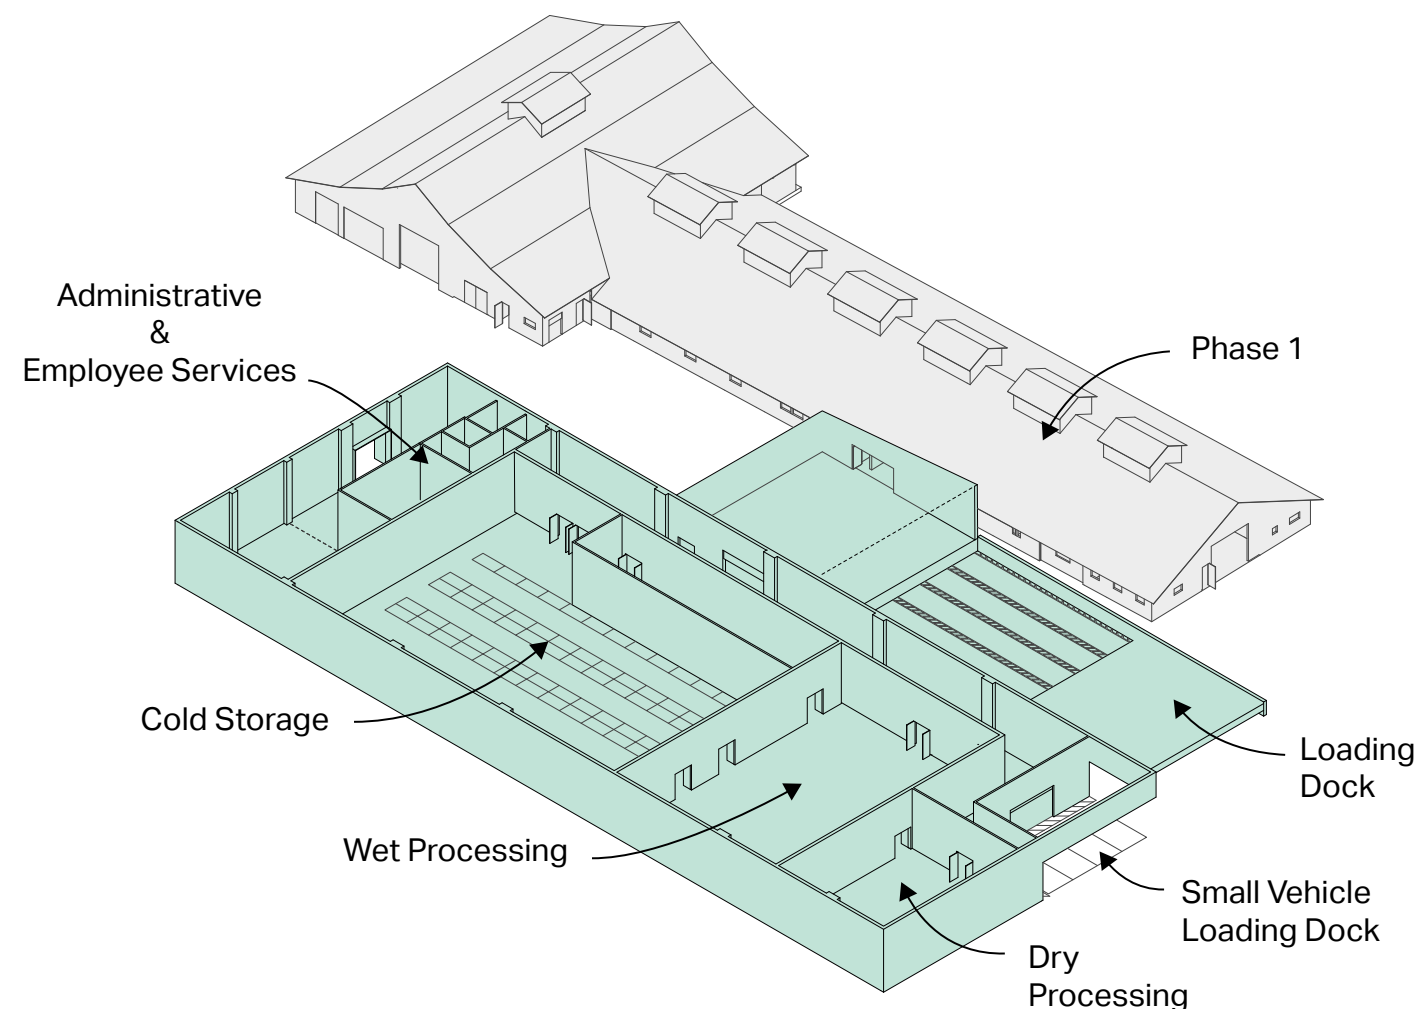 Administrative
&
Employee Services
Phase 1
Cold Storage
Loading
Dock
Wet Processing
Small Vehicle
Loading Dock
Dry
Processing